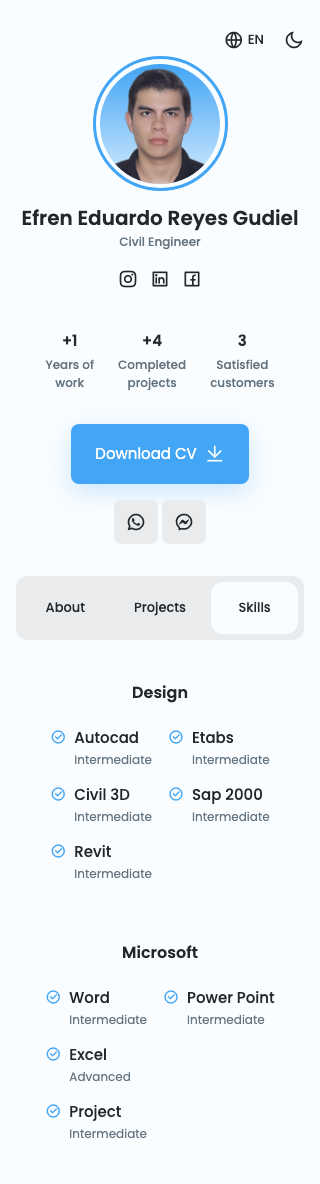 EN
Efren Eduardo Reyes Gudiel
Civil Engineer
+1
Years of
work
+4
Completed
projects
3
Satisfied
customers
Download CV
About
Projects
Skills
Design
Autocad
Intermediate
Etabs
Intermediate
Civil 3D
Intermediate
Sap 2000
Intermediate
Revit
Intermediate
Microsoft
Word
Intermediate
Power Point
Intermediate
Excel
Advanced
Project
Intermediate